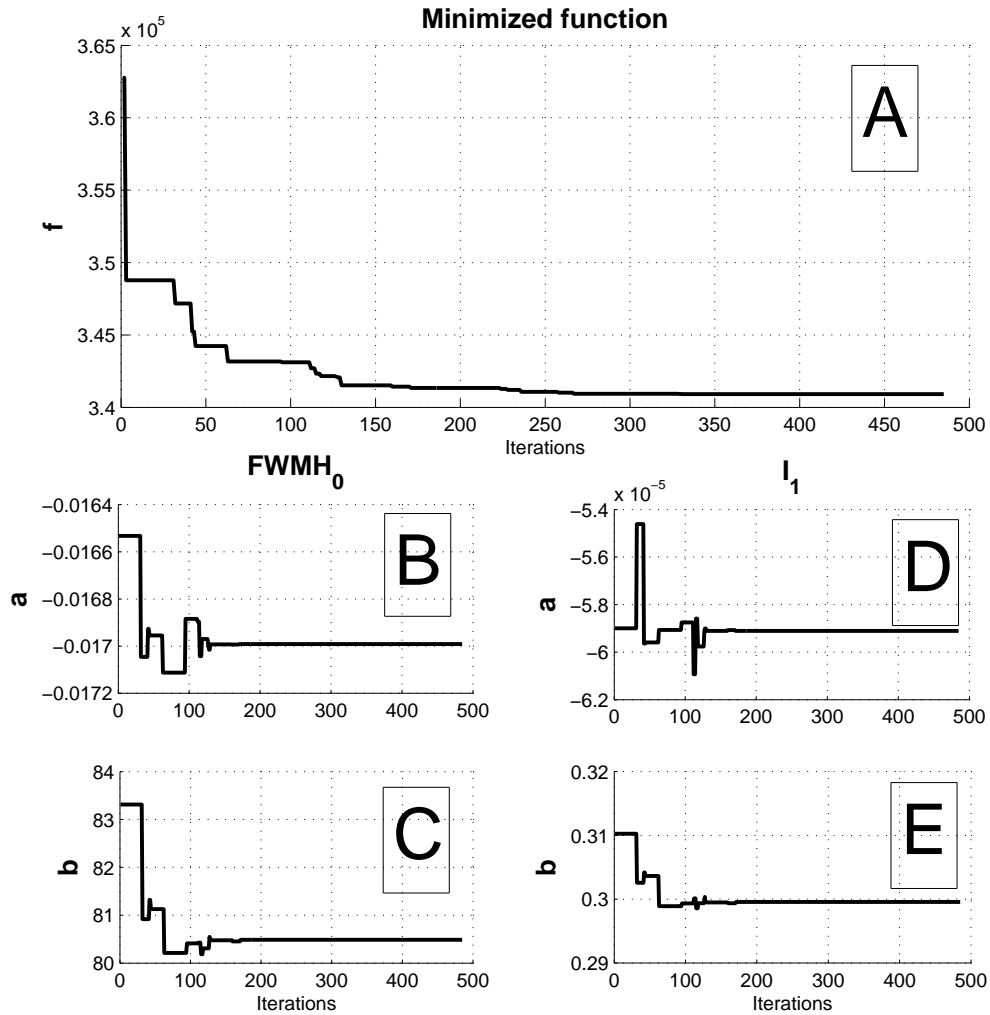 Minimized function
x 10^5
3.65
3.6
3.55
3.5
3.45
3.4
f
A
0 50 100 150 200 250 300 350 400 450 500
Iterations
FWMH_0
−0.0164
−0.0166
−0.0168
−0.017
−0.0172
a
B
0 100 200 300 400 500
I_1
x 10^−5
−5.4
−5.6
−5.8
−6
−6.2
a
D
0 100 200 300 400 500
84
83
82
81
80
b
C
0 100 200 300 400 500
Iterations
0.32
0.31
0.3
0.29
b
E
0 100 200 300 400 500
Iterations